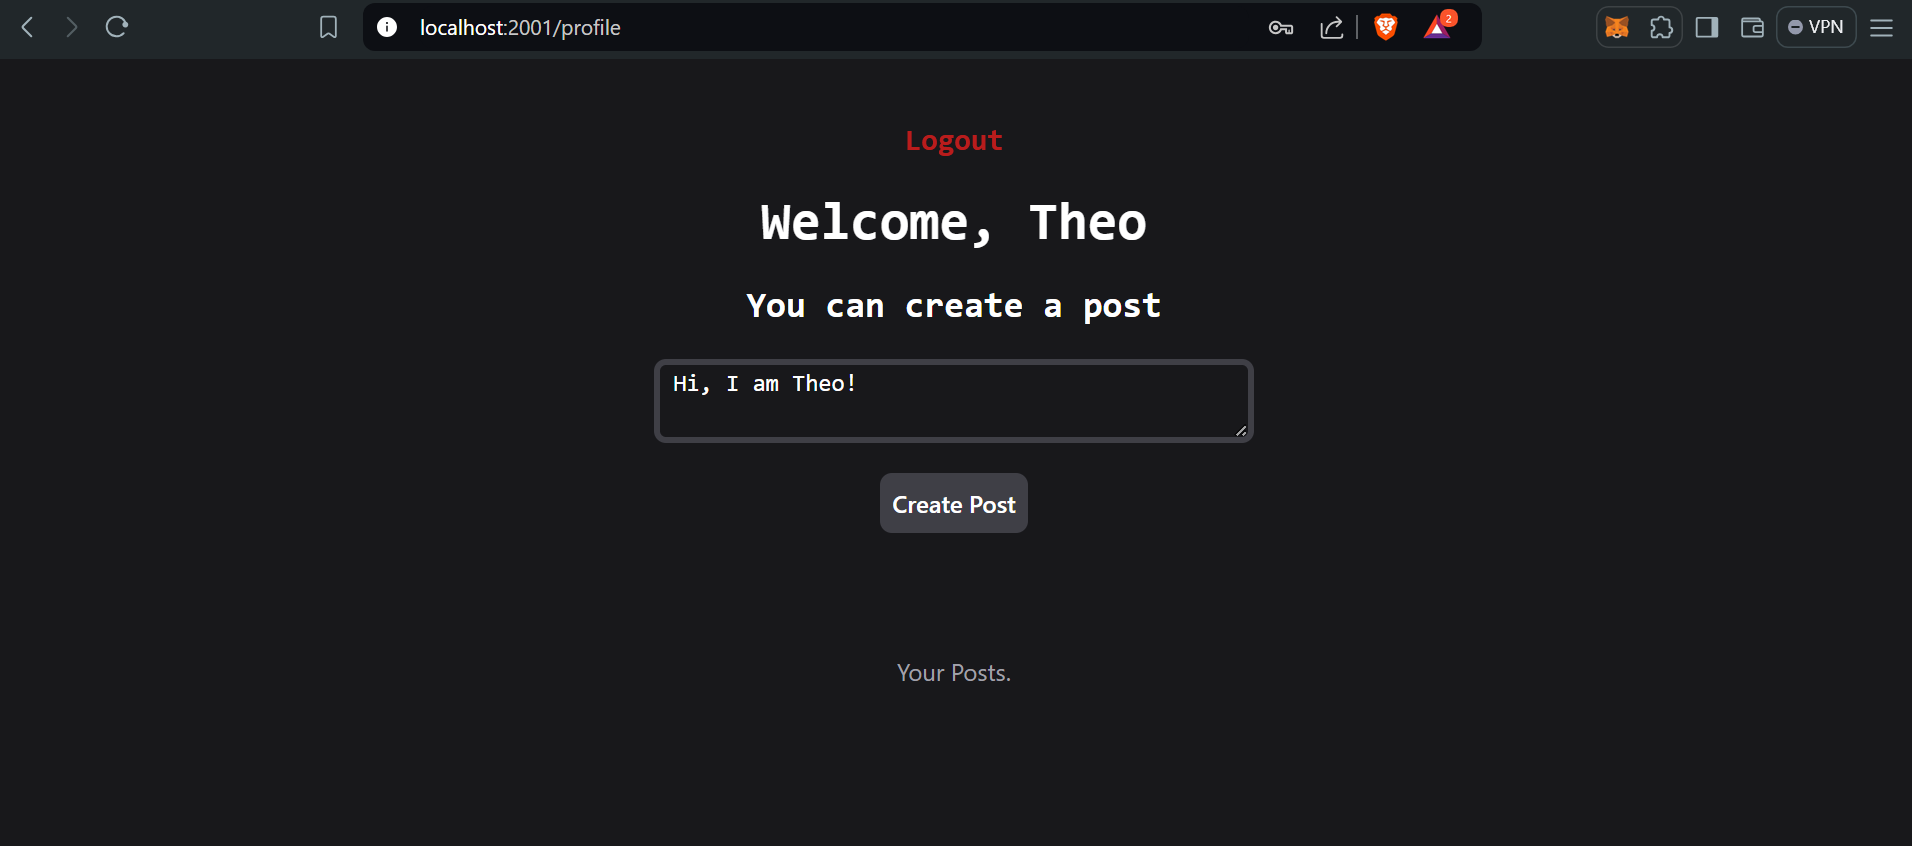 localhost:2001/profile
2
VPN
Logout
Welcome, Theo
You can create a post
Hi, I am Theo!
Create Post
Your Posts.